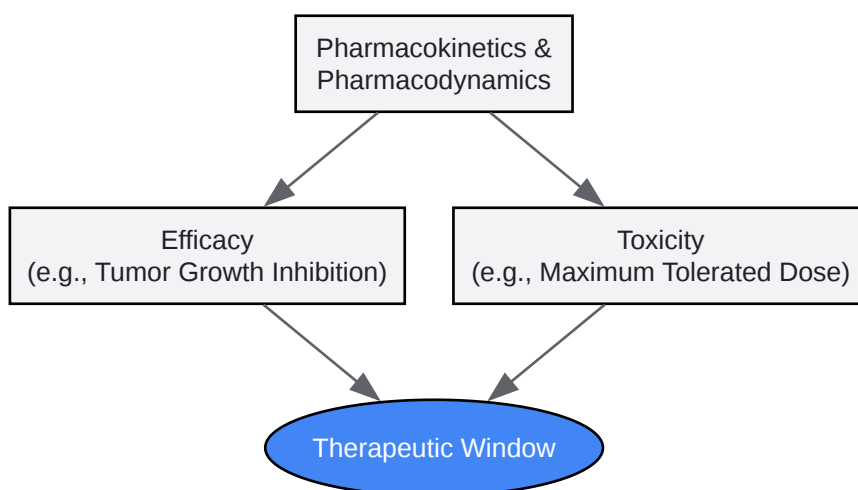 Pharmacokinetics &
Pharmacodynamics
Efficacy
(e.g., Tumor Growth Inhibition)
Toxicity
(e.g., Maximum Tolerated Dose)
Therapeutic Window